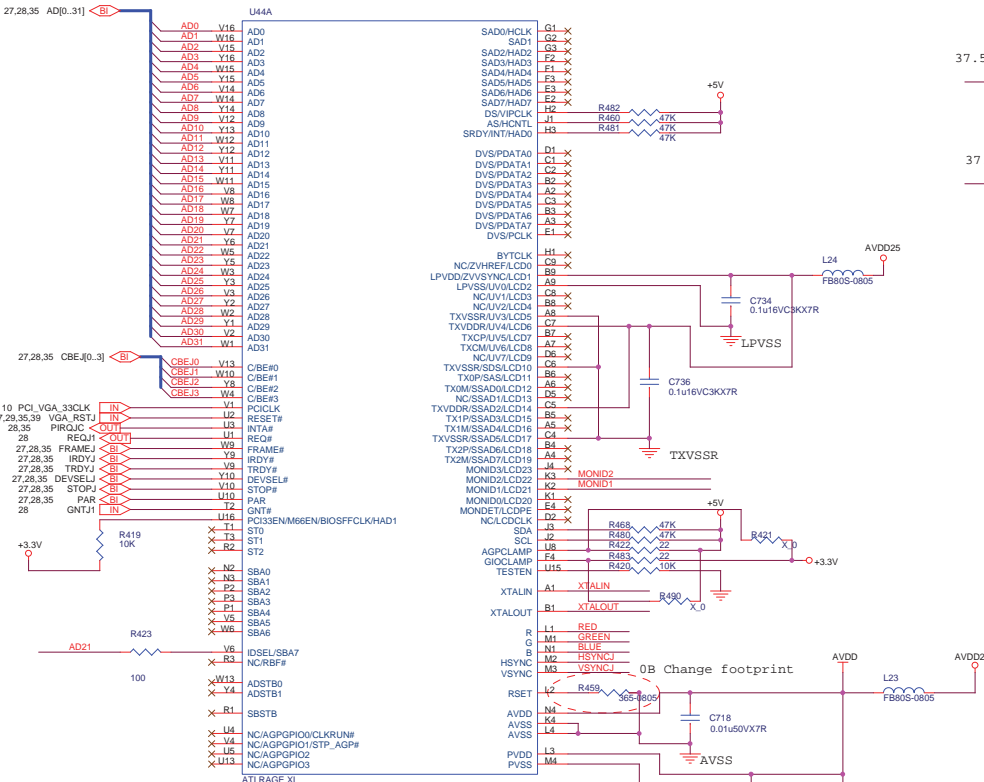 27,28,35 AD[0..31] BI
U44A
AD0 V16 AD0
AD1 W16 AD1
AD2 V15 AD2
AD3 Y16 AD3
AD4 W15 AD4
AD5 Y15 AD5
AD6 V14 AD6
AD7 W14 AD7
AD8 Y14 AD8
AD9 V12 AD9
AD10 Y13 AD10
AD11 W12 AD11
AD12 Y12 AD12
AD13 V11 AD13
AD14 Y11 AD14
AD15 W11 AD15
AD16 V8 AD16
AD17 W8 AD17
AD18 W7 AD18
AD19 Y7 AD19
AD20 V7 AD20
AD21 Y6 AD21
AD22 W5 AD22
AD23 Y5 AD23
AD24 W3 AD24
AD25 Y3 AD25
AD26 V3 AD26
AD27 Y2 AD27
AD28 W2 AD28
AD29 Y1 AD29
AD30 V2 AD30
AD31 W1 AD31
27,28,35 CBEJ[0..3] BI
CBEJ0 V13 C/BE#0
CBEJ1 W10 C/BE#1
CBEJ2 Y8 C/BE#2
CBEJ3 W4 C/BE#3
10 PCI_VGA_33CLK IN V1 PCICLK
7,29,35,39 VGA_RSTJ IN U2 RESET#
28,35 PIRQJC OUT U3 INTA#
28 REQJ1 OUT U1 REQ#
27,28,35 FRAMEJ BI W9 FRAME#
27,28,35 IRDYJ BI Y9 IRDY#
27,28,35 TRDYJ BI V9 TRDY#
27,28,35 DEVSELJ BI Y10 DEVSEL#
27,28,35 STOPJ BI V10 STOP#
27,28,35 PAR BI U10 PAR
28 GNTJ1 IN T2 GNT#
U16 PCI33EN/M66EN/BIOSFFCLK/HAD1
+3.3V
R419
10K
T1 ST0
T3 ST1
R2 ST2
N2 SBA0
N3 SBA1
P2 SBA2
P3 SBA3
P1 SBA4
V5 SBA5
W6 SBA6
AD21
R423
100
V6 IDSEL/SBA7
R3 NC/RBF#
W13 ADSTB0
Y4 ADSTB1
R1 SBSTB
U4 NC/AGPGPIO0/CLKRUN#
V4 NC/AGPGPIO1/STP_AGP#
U5 NC/AGPGPIO2
U13 NC/AGPGPIO3
ATI RAGE XL
SAD0/HCLK G1
SAD1 G2
SAD2/HAD2 G3
SAD3/HAD3 F2
SAD4/HAD4 F1
SAD5/HAD5 F3
SAD6/HAD6 E3
SAD7/HAD7 E2
DS/VIPCLK H2 R482 47K
AS/HCNTL J1 R460 47K
SRDY/INT/HAD0 H3 R481 47K
+5V
DVS/PDATA0 D1
DVS/PDATA1 C1
DVS/PDATA2 C2
DVS/PDATA3 B2
DVS/PDATA4 A2
DVS/PDATA5 C3
DVS/PDATA6 B3
DVS/PDATA7 A3
DVS/PCLK E1
BYTCLK H1
NC/ZVHREF/LCD0 C9
LPVDD/ZVVSYNC/LCD1 B9
LPVSS/UV0/LCD2 A9
NC/UV1/LCD3 C8
NC/UV2/LCD4 B8
TXVSSR/UV3/LCD5 A8
TXVDDR/UV4/LCD6 C7
TXCP/UV5/LCD7 B7
TXCM/UV6/LCD8 A7
NC/UV7/LCD9 D6
TXVSSR/SDS/LCD10 C6
TX0P/SAS/LCD11 B6
TX0M/SSAD0/LCD12 A6
NC/SSAD1/LCD13 D5
TXVDDR/SSAD2/LCD14 C5
TX1P/SSAD3/LCD15 B5
TX1M/SSAD4/LCD16 A5
TXVSSR/SSAD5/LCD17 C4
TX2P/SSAD6/LCD18 B4
TX2M/SSAD7/LCD19 A4
MONID3/LCD23 J4
MONID2/LCD22 K3 MONID2
MONID1/LCD21 K2 MONID1
MONID0/LCD20 K1
MONDET/LCDPE E4
NC/LCDCLK D2
SDA J3 R468 47K
SCL J2 R480 47K
AGPCLAMP U8 R422 22
GIOCLAMP F4 R483 22
TESTEN U15 R420 10K
+5V
R421
X_0
+3.3V
R490
X_0
XTALIN A1 XTALIN
XTALOUT B1 XTALOUT
R L1 RED
G M1 GREEN
B N1 BLUE
HSYNC M2 HSYNCJ
VSYNC M3 VSYNCJ
RSET L2 R459 365-0805
0B Change footprint
AVDD N4
AVSS K4
AVSS L4
PVDD L3
PVSS M4
C718
0.01u50VX7R
AVSS
AVDD
L23
FB80S-0805
AVDD2
L24
FB80S-0805
AVDD25
C734
0.1u16VC3KX7R
LPVSS
C736
0.1u16VC3KX7R
TXVSSR
37.5
37